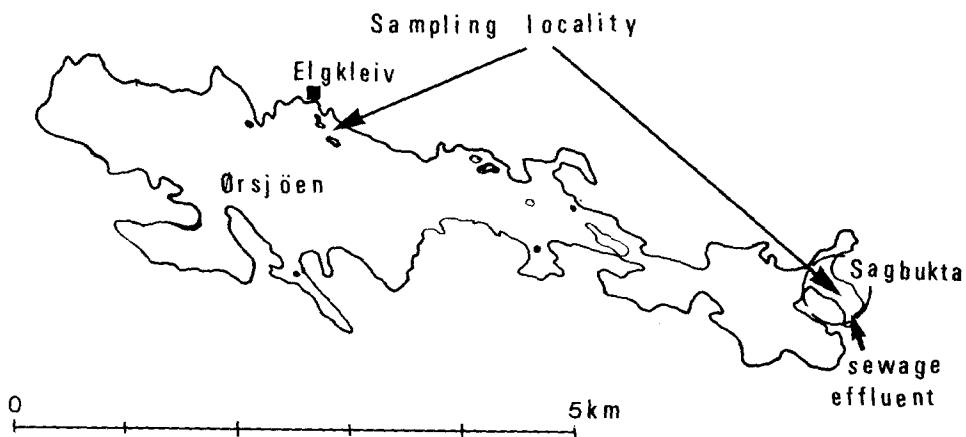 Sampling locality
Elgkleiv
Ørsjöen
Sagbukta
sewage
effluent
0
5km